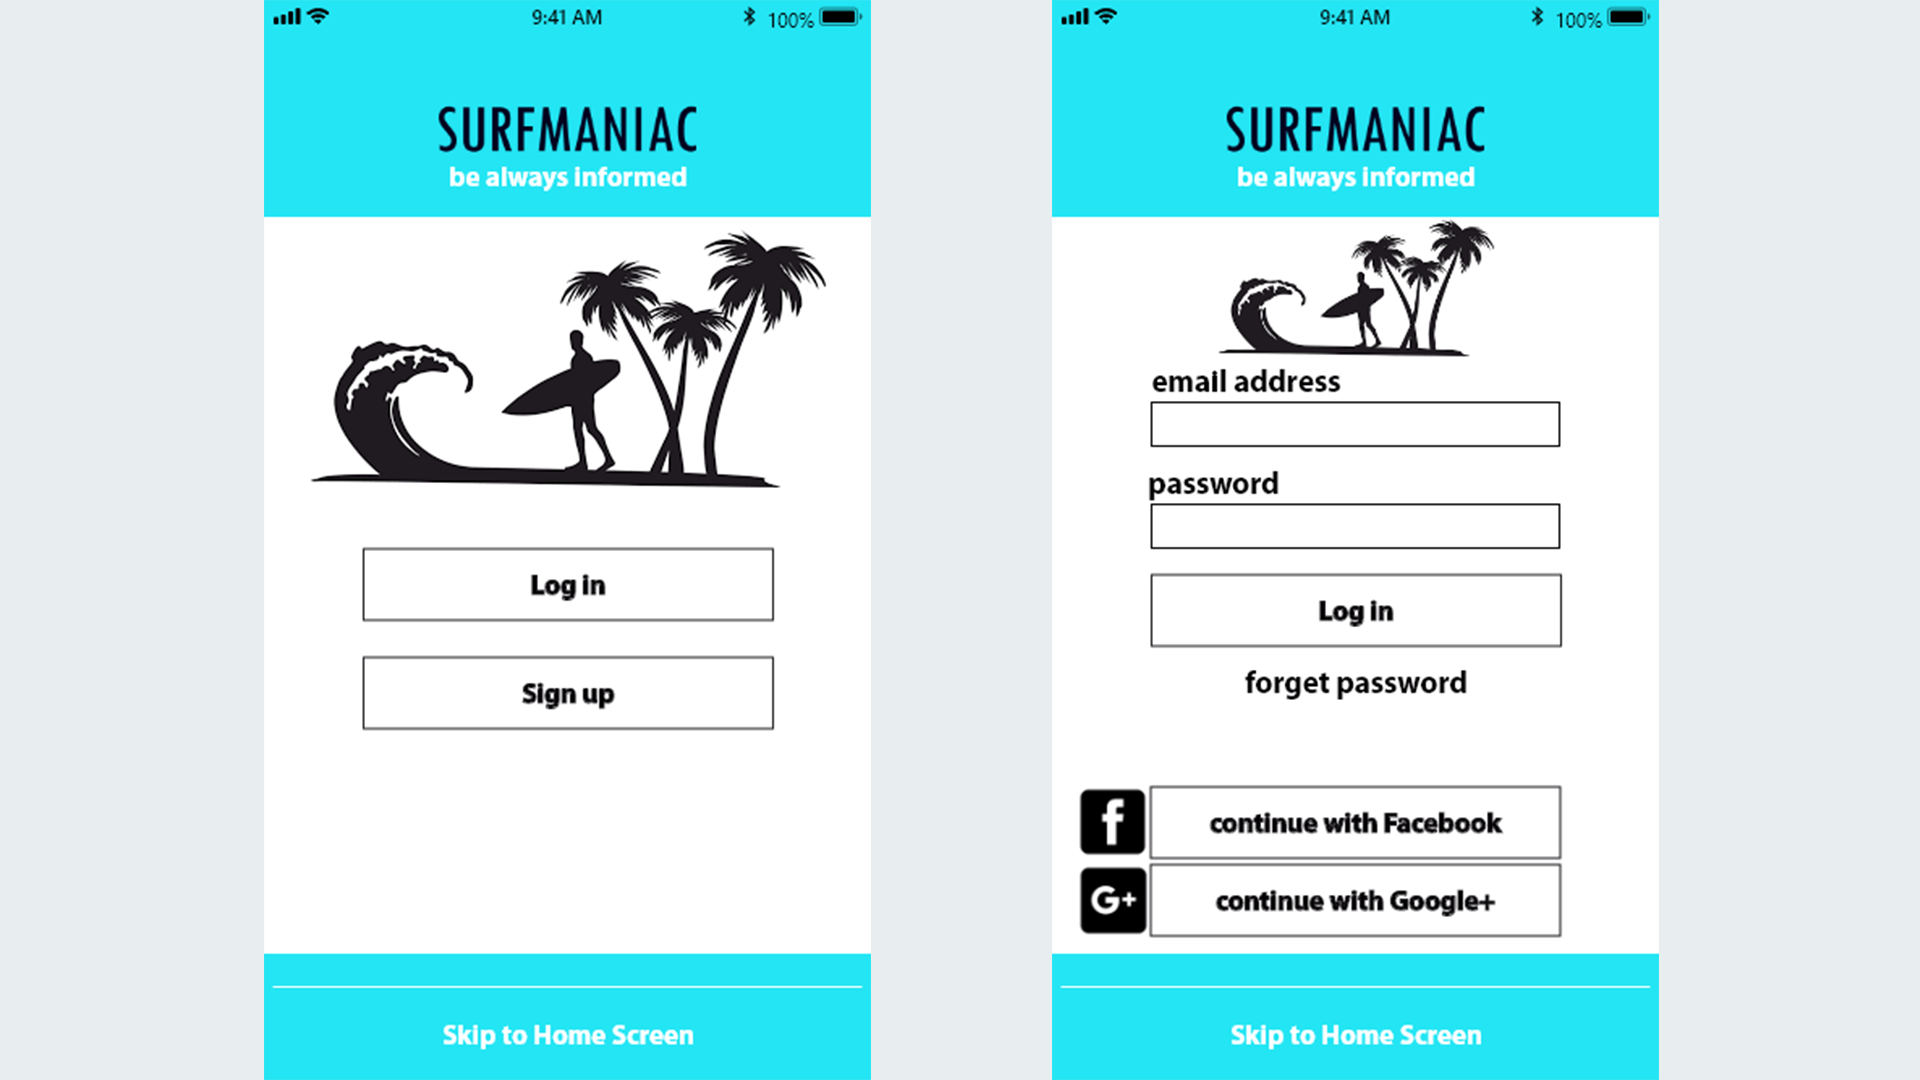 9:41 AM
100%
SURFMANIAC
be always informed
Log in
Sign up
Skip to Home Screen
9:41 AM
100%
SURFMANIAC
be always informed
email address
password
Log in
forget password
f
continue with Facebook
G+
continue with Google+
Skip to Home Screen